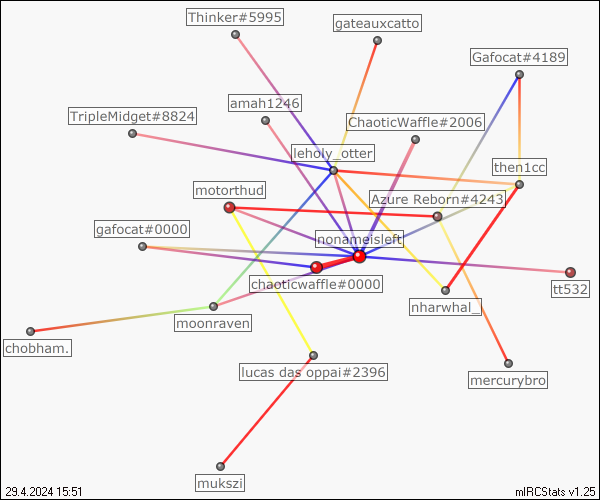 Thinker#5995
gateauxcatto
Gafocat#4189
amah1246
TripleMidget#8824
ChaoticWaffle#2006
leholy_otter
then1cc
motorthud
Azure Reborn#4243
gafocat#0000
nonameisleft
chaoticwaffle#0000
tt532
nharwhal_
moonraven
chobham.
lucas das oppai#2396
mercurybro
mukszi
29.4.2024 15:51
mIRCStats v1.25